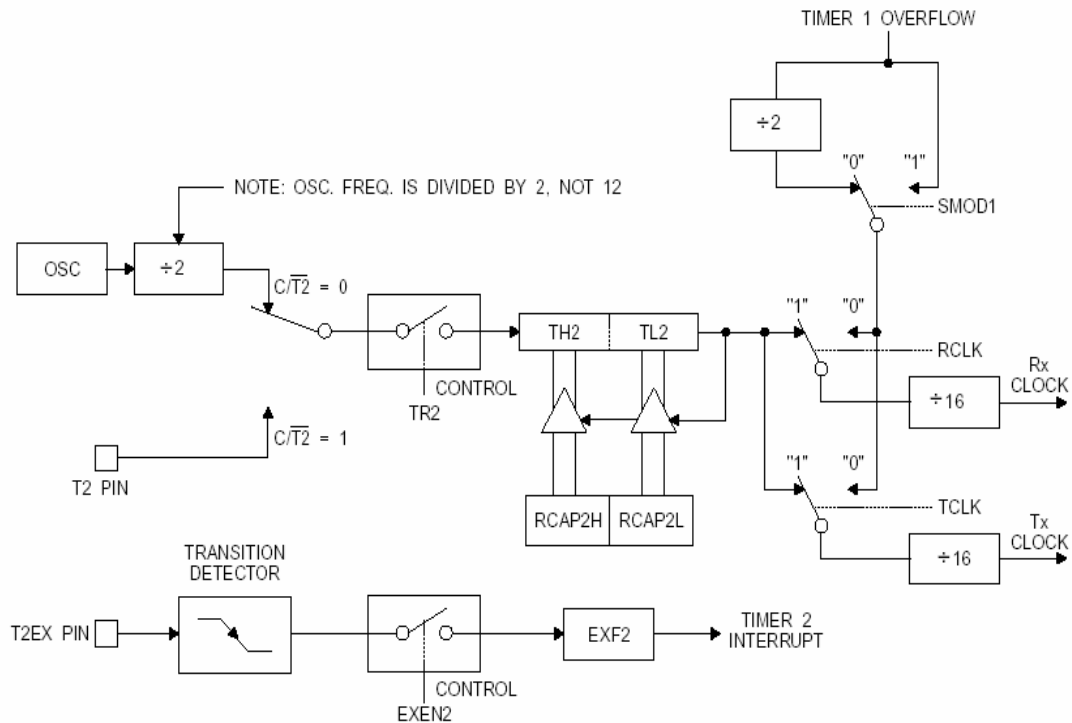 TIMER 1 OVERFLOW
÷2
"0"
"1"
NOTE: OSC. FREQ. IS DIVIDED BY 2, NOT 12
SMOD1
OSC
÷2
C/T2̅ = 0
TH2
TL2
"1"
"0"
RCLK
CONTROL
TR2
Rx
CLOCK
÷16
C/T2̅ = 1
T2 PIN
"1"
"0"
RCAP2H
RCAP2L
TCLK
Tx
CLOCK
÷16
TRANSITION
DETECTOR
T2EX PIN
EXF2
TIMER 2
INTERRUPT
CONTROL
EXEN2